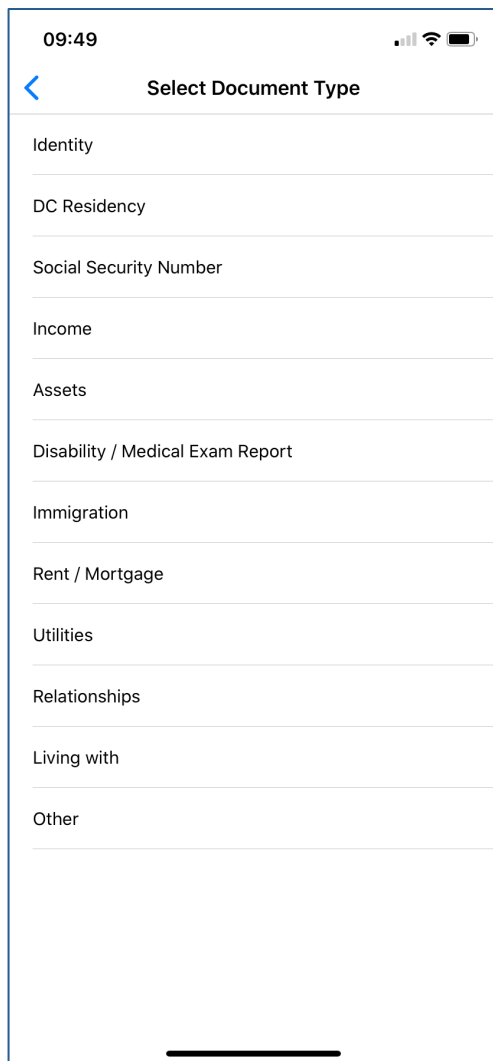 09:49
Select Document Type
Identity
DC Residency
Social Security Number
Income
Assets
Disability / Medical Exam Report
Immigration
Rent / Mortgage
Utilities
Relationships
Living with
Other